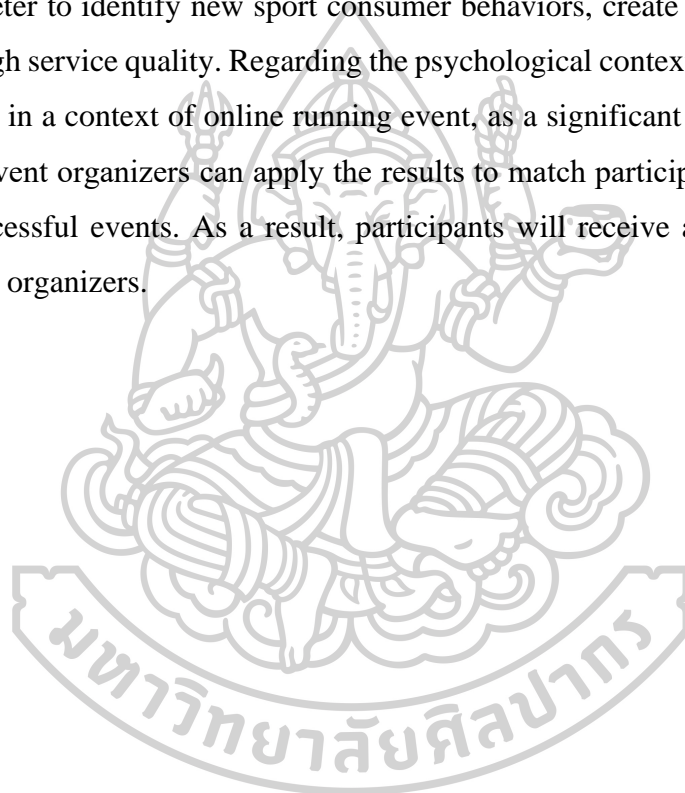 eter to identify new sport consumer behaviors, create
gh service quality. Regarding the psychological contex
in a context of online running event, as a significant
vent organizers can apply the results to match particip
cessful events. As a result, participants will receive a
organizers.
มหาวิทยาลัยศิลปากร